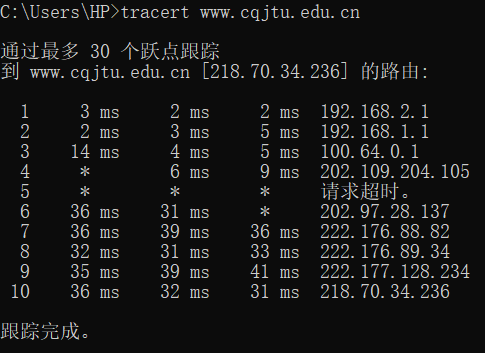 C:\Users\HP>tracert www.cqjtu.edu.cn
通过最多 30 个跃点跟踪
到 www.cqjtu.edu.cn [218.70.34.236] 的路由:
1 3 ms 2 ms 2 ms 192.168.2.1
2 2 ms 3 ms 5 ms 192.168.1.1
3 14 ms 4 ms 5 ms 100.64.0.1
4 * 6 ms 9 ms 202.109.204.105
5 * * * 请求超时。
6 36 ms 31 ms * 202.97.28.137
7 36 ms 39 ms 36 ms 222.176.88.82
8 32 ms 31 ms 33 ms 222.176.89.34
9 35 ms 39 ms 41 ms 222.177.128.234
10 36 ms 32 ms 31 ms 218.70.34.236
跟踪完成。